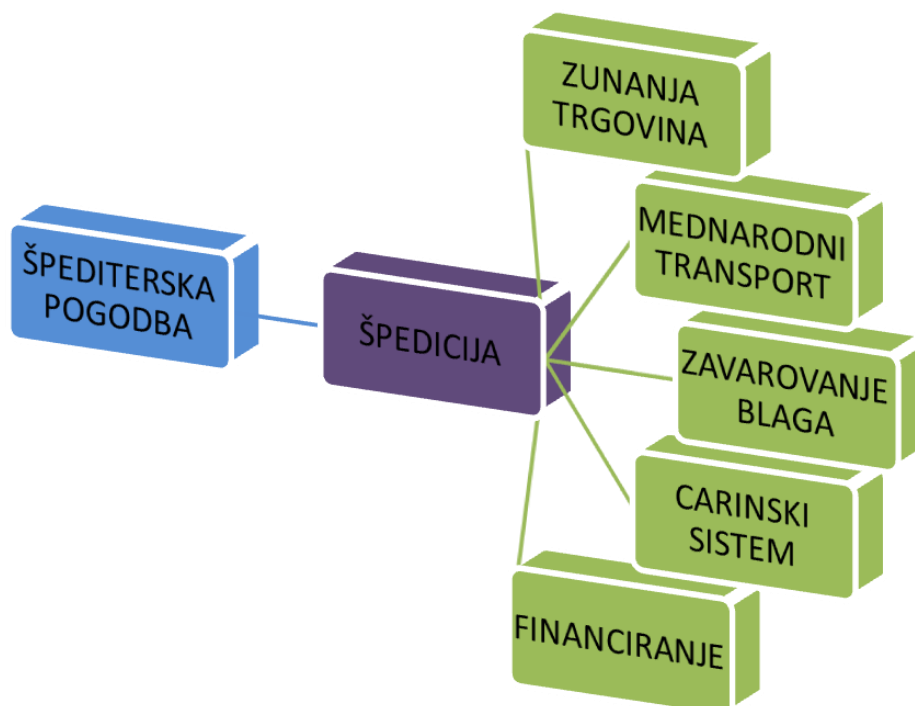 ŠPEDITERSKA
POGODBA
ŠPEDICIJA
ZUNANJA
TRGOVINA
MEDNARODNI
TRANSPORT
ZAVAROVANJE
BLAGA
CARINSKI
SISTEM
FINANCIRANJE